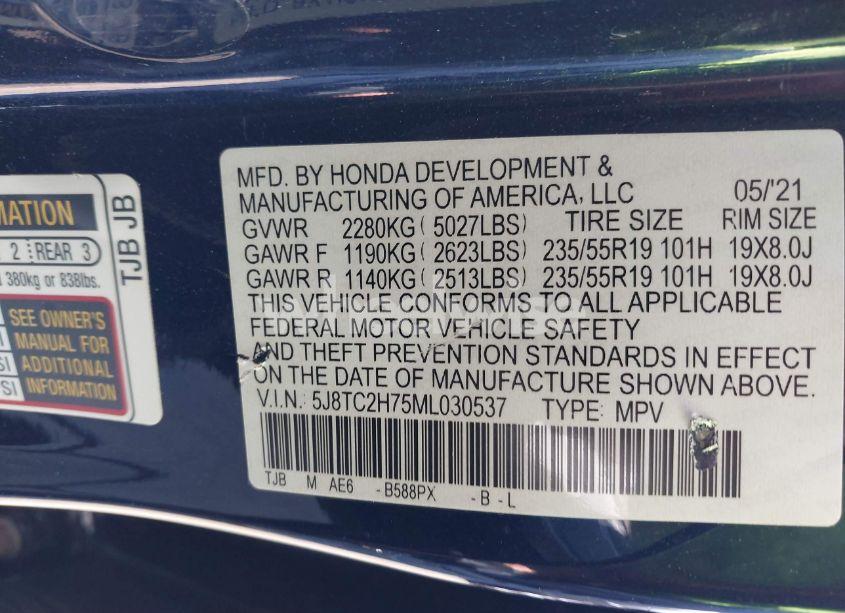 MATION
2 REAR 3
380kg or 838lbs.
SEE OWNER'S
MANUAL FOR
ADDITIONAL
SI INFORMATION
TJB JB
MFD. BY HONDA DEVELOPMENT &
MANUFACTURING OF AMERICA, LLC 05/'21
GVWR 2280KG ( 5027LBS) TIRE SIZE RIM SIZE
GAWR F 1190KG ( 2623LBS) 235/55R19 101H 19X8.0J
GAWR R 1140KG ( 2513LBS) 235/55R19 101H 19X8.0J
THIS VEHICLE CONFORMS TO ALL APPLICABLE
FEDERAL MOTOR VEHICLE SAFETY
AND THEFT PREVENTION STANDARDS IN EFFECT
ON THE DATE OF MANUFACTURE SHOWN ABOVE.
V.I.N.: 5J8TC2H75ML030537 TYPE: MPV
TJB M AE6 -B588PX -B -L